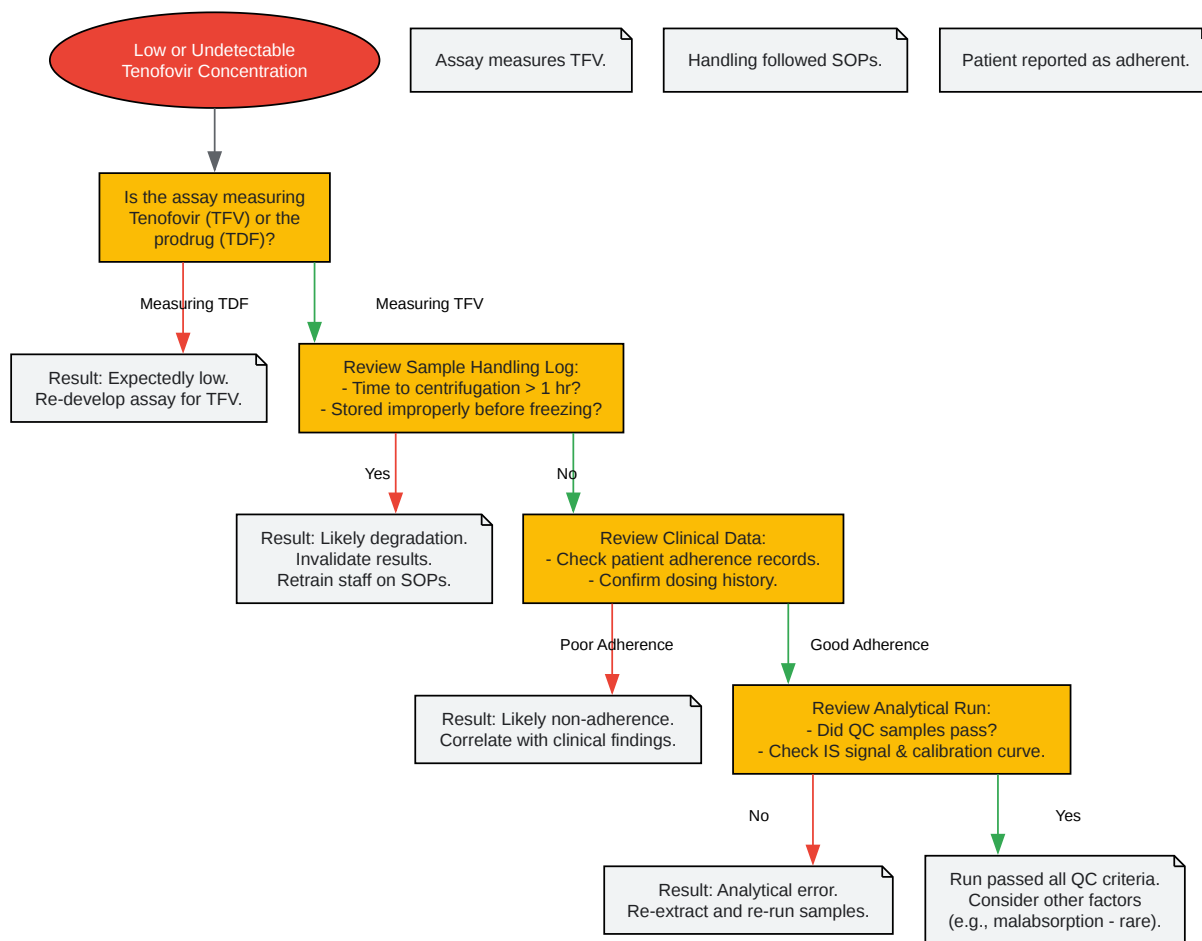 Low or Undetectable
Tenofovir Concentration
Assay measures TFV.
Handling followed SOPs.
Patient reported as adherent.
Is the assay measuring
Tenofovir (TFV) or the
prodrug (TDF)?
Measuring TDF
Measuring TFV
Result: Expectedly low.
Re-develop assay for TFV.
Review Sample Handling Log:
- Time to centrifugation > 1 hr?
- Stored improperly before freezing?
Yes
No
Result: Likely degradation.
Invalidate results.
Retrain staff on SOPs.
Review Clinical Data:
- Check patient adherence records.
- Confirm dosing history.
Poor Adherence
Good Adherence
Result: Likely non-adherence.
Correlate with clinical findings.
Review Analytical Run:
- Did QC samples pass?
- Check IS signal & calibration curve.
No
Yes
Result: Analytical error.
Re-extract and re-run samples.
Run passed all QC criteria.
Consider other factors
(e.g., malabsorption - rare).